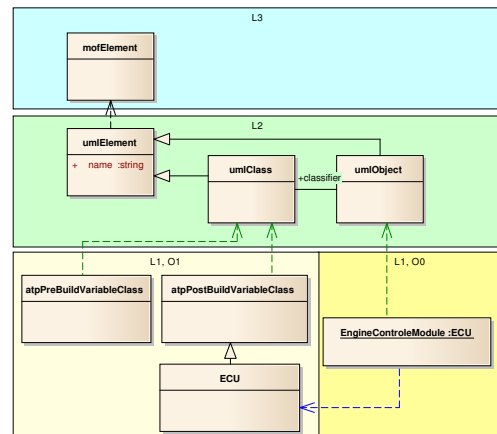 L3
mofElement
L2
umlElement
+ name :string
umlClass
+classifier
umlObject
L1, O1
L1, O0
atpPreBuildVariableClass
atpPostBuildVariableClass
EngineControleModule :ECU
ECU